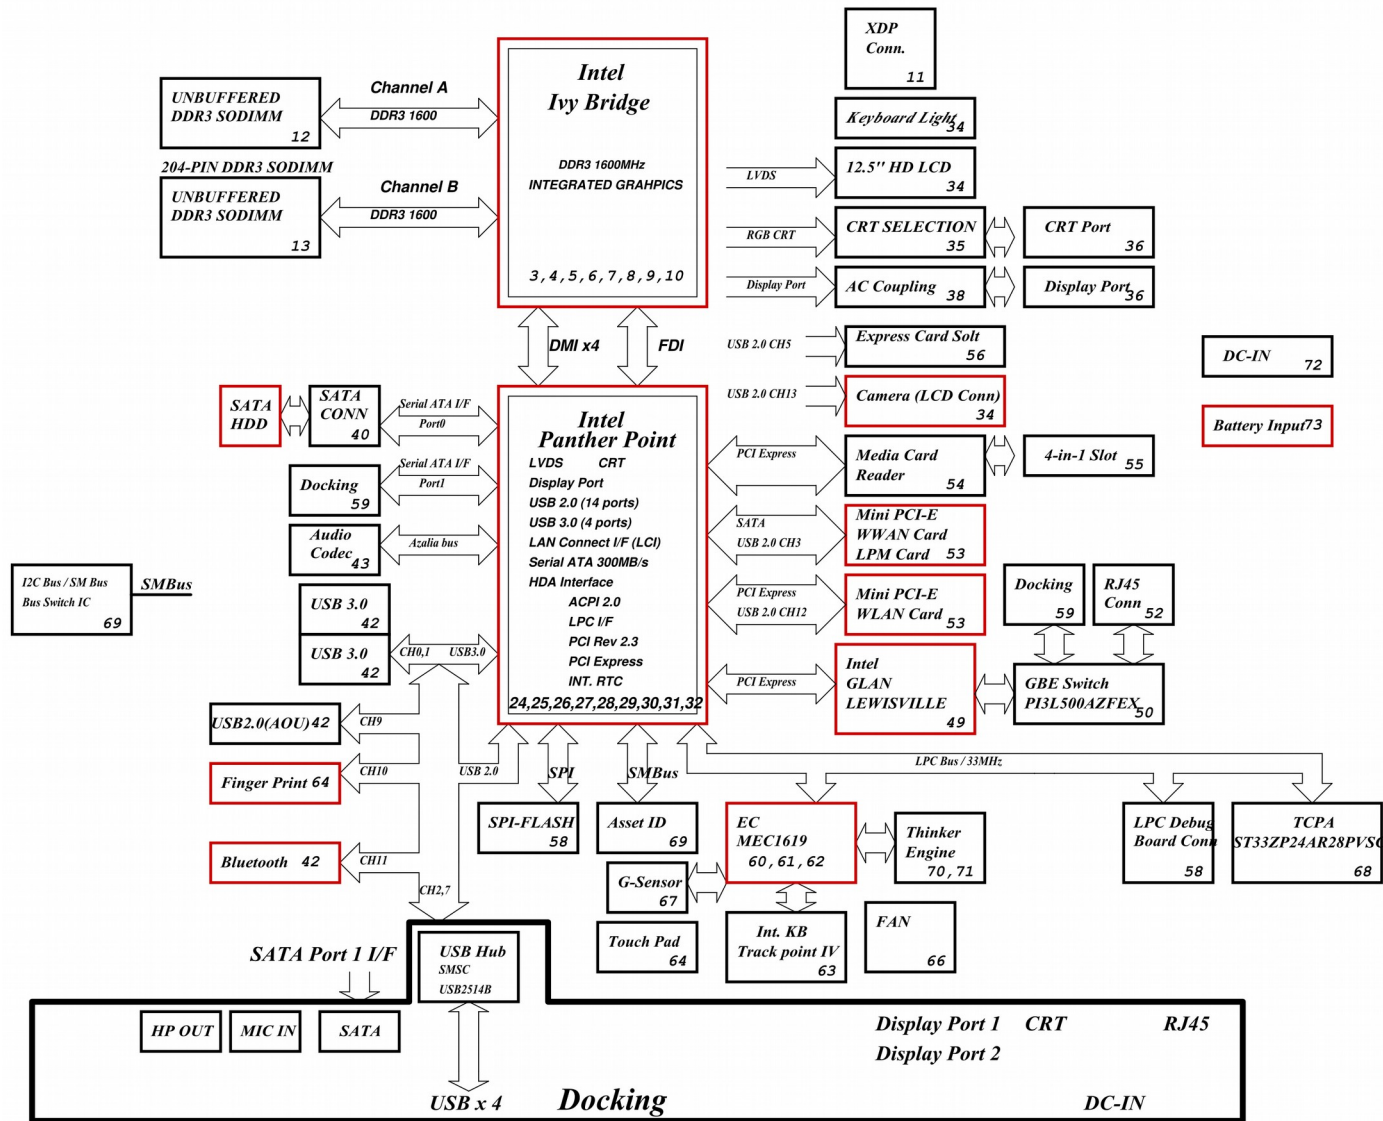 XDP
Conn.
11
Intel
Ivy Bridge
DDR3 1600MHz
INTEGRATED GRAHPICS
3,4,5,6,7,8,9,10
UNBUFFERED
DDR3 SODIMM
12
Channel A
DDR3 1600
204-PIN DDR3 SODIMM
UNBUFFERED
DDR3 SODIMM
13
Channel B
DDR3 1600
Keyboard Light
34
LVDS
12.5" HD LCD
34
RGB CRT
CRT SELECTION
35
CRT Port
36
Display Port
AC Coupling
38
Display Port
36
DMI x4
FDI
USB 2.0 CH5
Express Card Solt
56
USB 2.0 CH13
Camera (LCD Conn)
34
DC-IN
72
Battery Input
73
SATA
HDD
SATA
CONN
40
Serial ATA I/F
Port0
Docking
59
Serial ATA I/F
Port1
Audio
Codec
43
Azalia bus
Intel
Panther Point
LVDS CRT
Display Port
USB 2.0 (14 ports)
USB 3.0 (4 ports)
LAN Connect I/F (LCI)
Serial ATA 300MB/s
HDA Interface
ACPI 2.0
LPC I/F
PCI Rev 2.3
PCI Express
INT. RTC
24,25,26,27,28,29,30,31,32
PCI Express
Media Card
Reader
54
4-in-1 Slot
55
SATA
USB 2.0 CH3
Mini PCI-E
WWAN Card
LPM Card
53
PCI Express
USB 2.0 CH12
Mini PCI-E
WLAN Card
53
PCI Express
Intel
GLAN
LEWISVILLE
49
Docking
59
RJ45
Conn
52
GBE Switch
PI3L500AZFEX
50
I2C Bus / SM Bus
Bus Switch IC
69
SMBus
USB 3.0
42
USB 3.0
42
CH0,1
USB3.0
USB2.0(AOU)
42
CH9
Finger Print
64
CH10
Bluetooth
42
CH11
CH2,7
USB 2.0
SPI
SMBus
LPC Bus / 33MHz
SPI-FLASH
58
Asset ID
69
EC
MEC1619
60,61,62
Thinker
Engine
70,71
LPC Debug
Board Conn
58
TCPA
ST33ZP24AR28PVSC
68
G-Sensor
67
Touch Pad
64
Int. KB
Track point IV
63
FAN
66
SATA Port 1 I/F
USB Hub
SMSC
USB2514B
HP OUT
MIC IN
SATA
Display Port 1
CRT
RJ45
Display Port 2
USB x 4
Docking
DC-IN